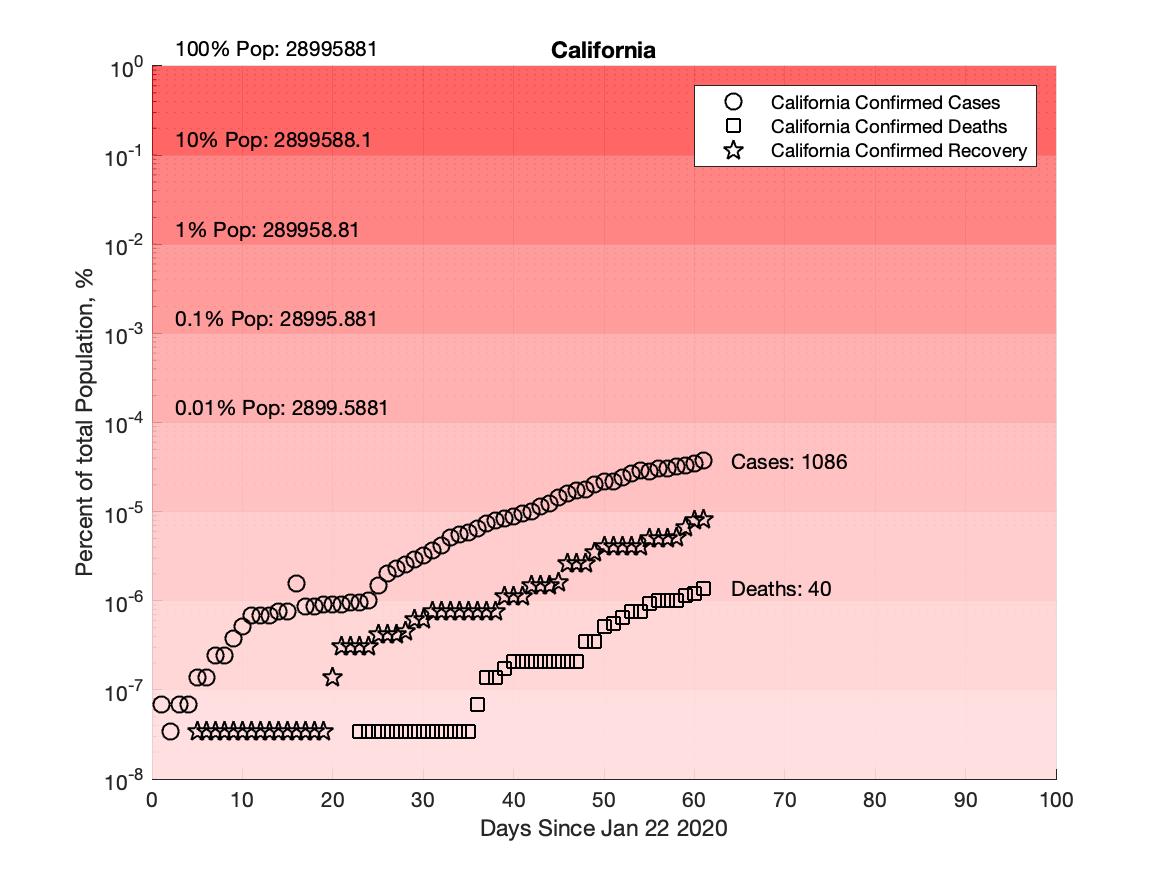 California
100% Pop: 28995881
10% Pop: 2899588.1
1% Pop: 289958.81
0.1% Pop: 28995.881
0.01% Pop: 2899.5881
California Confirmed Cases
California Confirmed Deaths
California Confirmed Recovery
Cases: 1086
Deaths: 40
Percent of total Population, %
10^0
10^-1
10^-2
10^-3
10^-4
10^-5
10^-6
10^-7
10^-8
0 10 20 30 40 50 60 70 80 90 100
Days Since Jan 22 2020